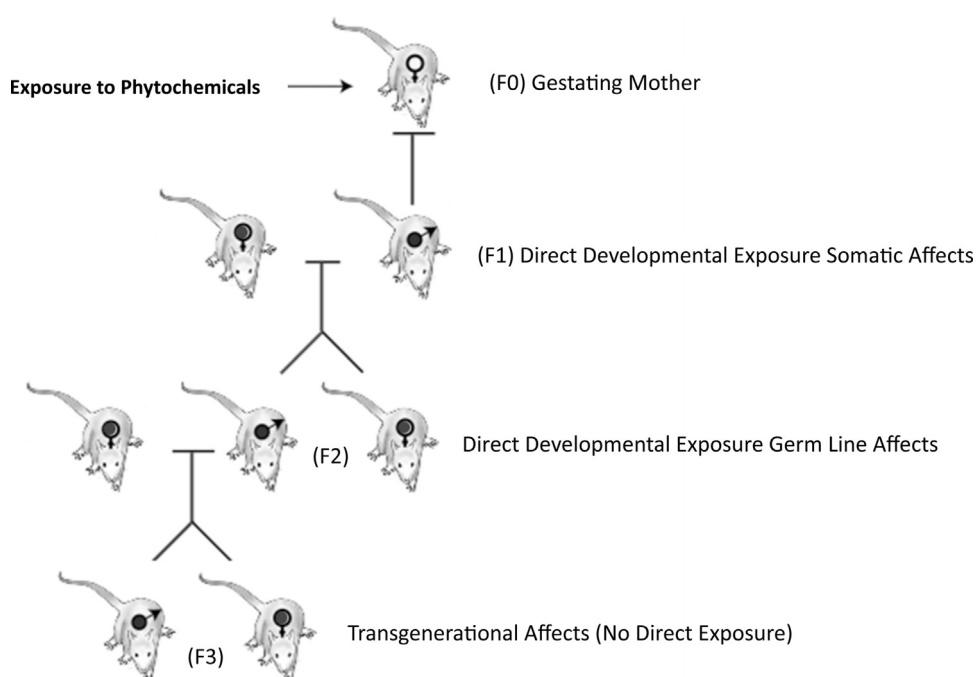 Exposure to Phytochemicals
(F0) Gestating Mother
(F1) Direct Developmental Exposure Somatic Affects
(F2)
Direct Developmental Exposure Germ Line Affects
(F3)
Transgenerational Affects (No Direct Exposure)